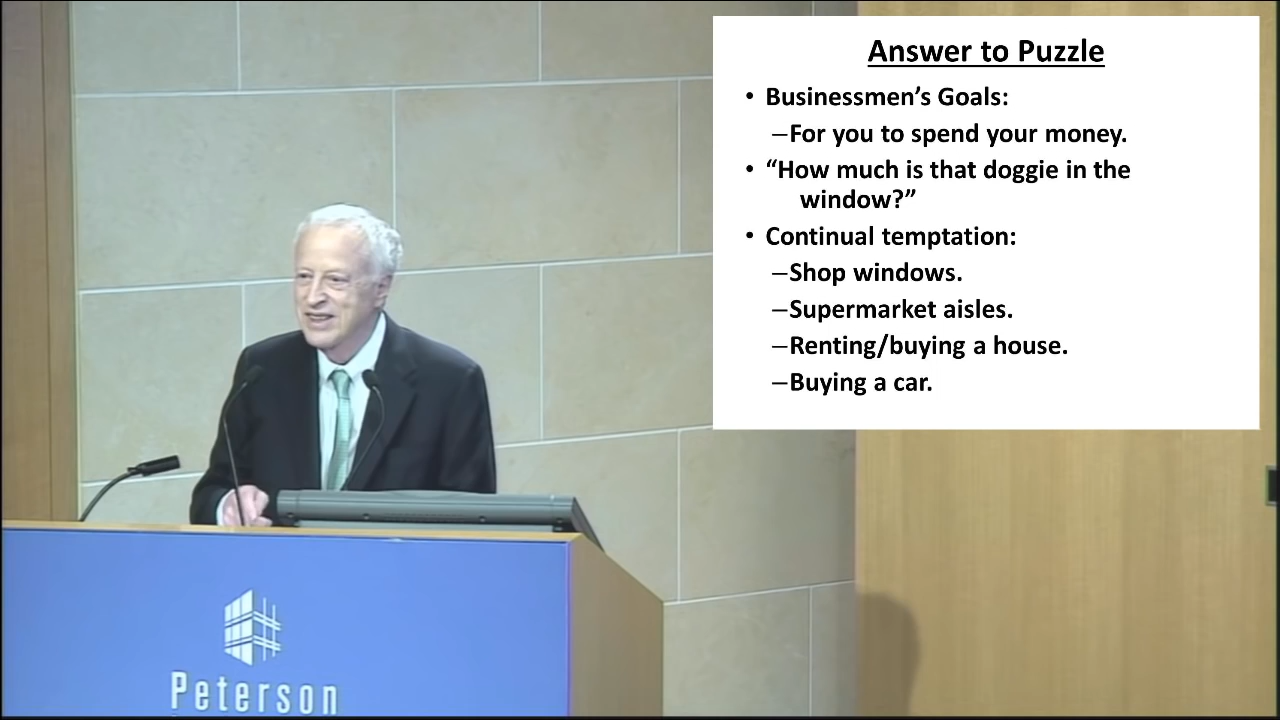 Answer to Puzzle
• Businessmen’s Goals:
–For you to spend your money.
• “How much is that doggie in the
window?”
• Continual temptation:
–Shop windows.
–Supermarket aisles.
–Renting/buying a house.
–Buying a car.
Peterson